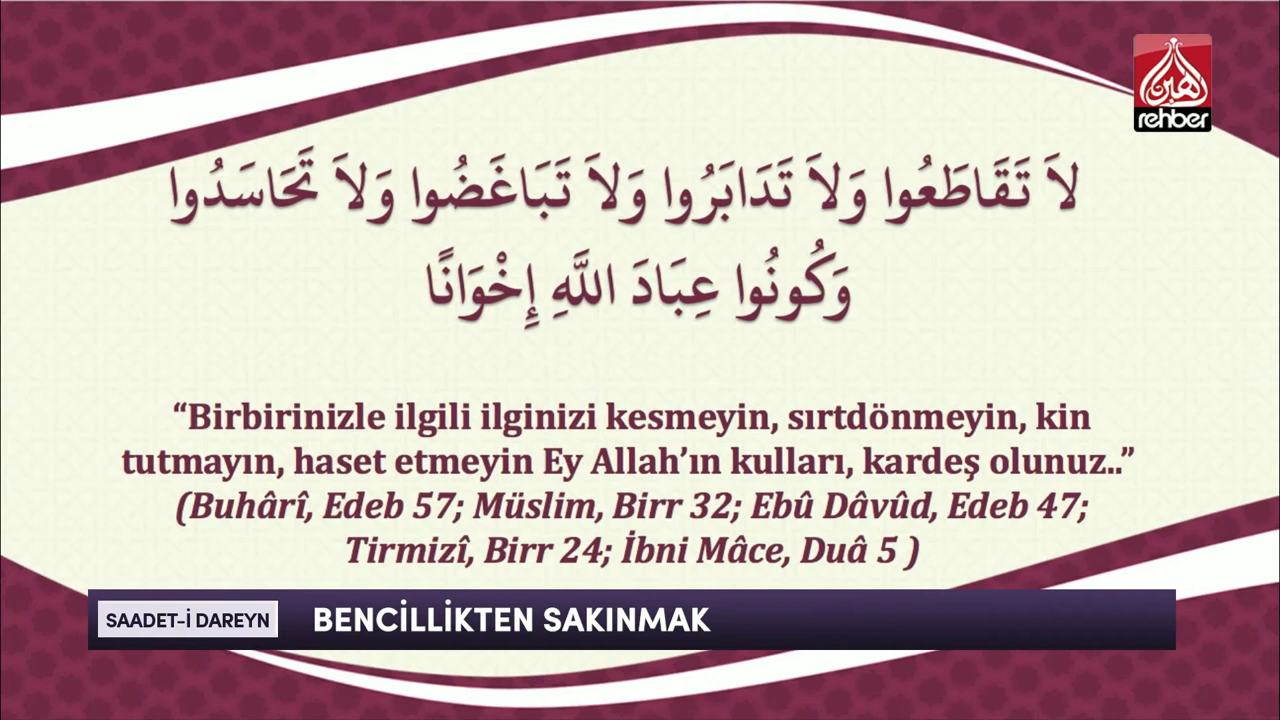 رهبر
rehber
لاَ تَقَاطَعُوا وَلاَ تَدَابَرُوا وَلاَ تَبَاغَضُوا وَلاَ تَحَاسَدُوا
وَكُونُوا عِبَادَ اللَّهِ إِخْوَانًا
“Birbirinizle ilgili ilginizi kesmeyin, sırtdönmeyin, kin
tutmayın, haset etmeyin Ey Allah’ın kulları, kardeş olunuz..”
(Buhârî, Edeb 57; Müslim, Birr 32; Ebû Dâvûd, Edeb 47;
Tirmizî, Birr 24; İbni Mâce, Duâ 5 )
SAADET-İ DAREYN
BENCİLLİKTEN SAKINMAK